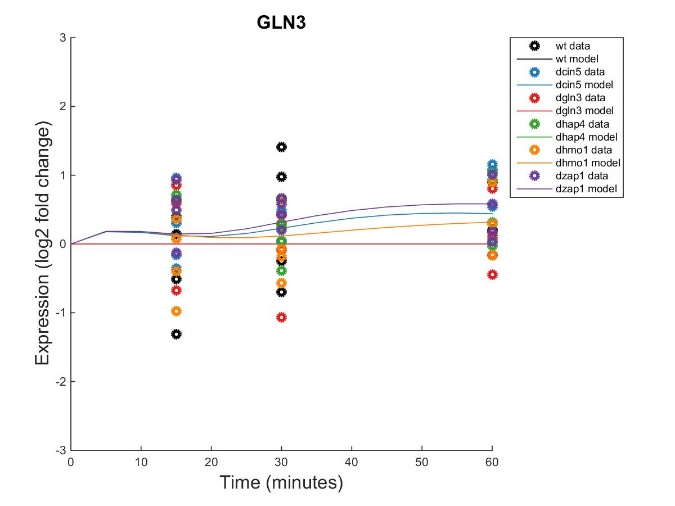 GLN3
3
2
1
0
-1
-2
-3
Expression (log2 fold change)
0 10 20 30 40 50 60
Time (minutes)
wt data
wt model
dcin5 data
dcin5 model
dgln3 data
dgln3 model
dhap4 data
dhap4 model
dhmo1 data
dhmo1 model
dzap1 data
dzap1 model